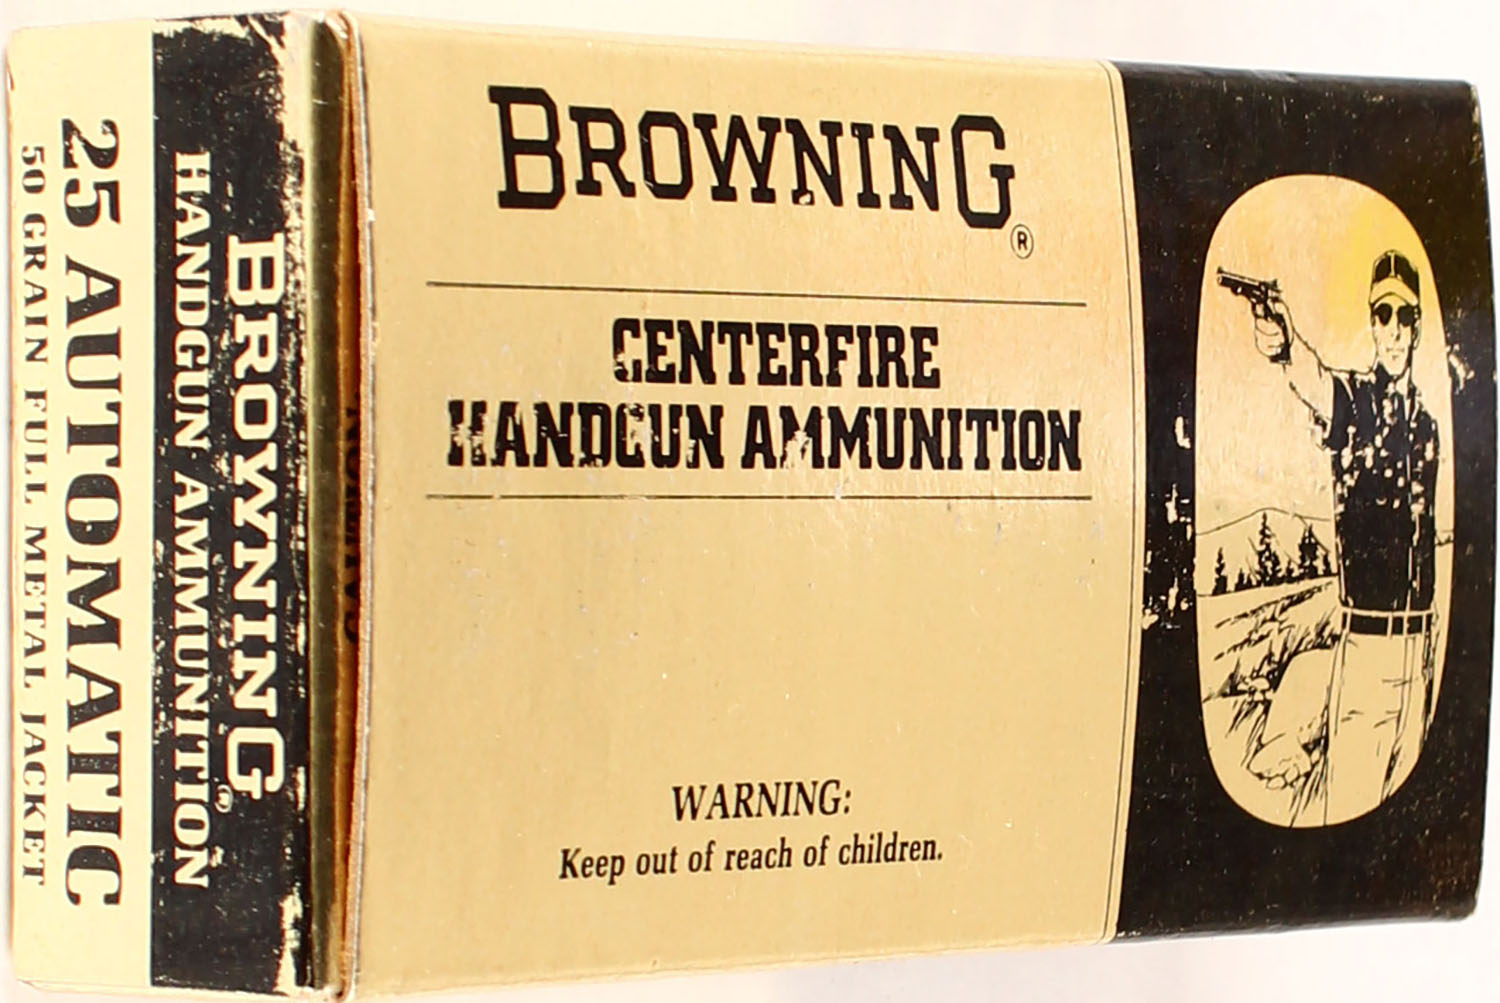 BROWNING®
CENTERFIRE
HANDGUN AMMUNITION
WARNING:
Keep out of reach of children.
BROWNING®
HANDGUN AMMUNITION
25 AUTOMATIC
50 GRAIN FULL METAL JACKET